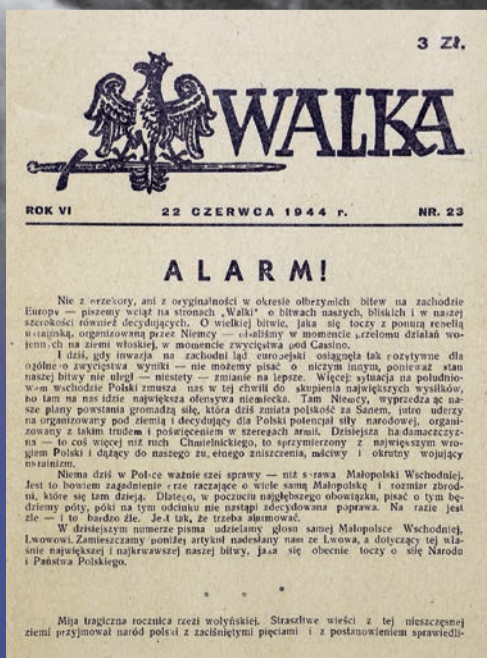 3 Zł.
WALKA
ROK VI 22 CZERWCA 1944 r. NR. 23
ALARM!
Nie z przekory, ani z oryginalności w okresie olbrzymich bitew na zachodzie
Europy — piszemy wciąż na stronach „Walki" o bitwach naszych, bliskich i w naszej
szerokości również decydujących. O wielkiej bitwie, jaka się toczy z ponurą rebelią
ukraińską, organizowaną przez Niemcy — pisaliśmy w momencie przełomu działań wo-
jennych na ziemi włoskiej, w momencie zwycięstwa pod Cassino.
I dziś, gdy inwazja na zachodni ląd europejski osiągnęła tak pozytywne dla
ogólnego zwycięstwa wyniki — nie możemy pisać o niczym innym, ponieważ stan
naszej bitwy nie uległ — niestety — zmianie na lepsze. Więcej: sytuacja na południo-
wym wschodzie Polski zmusza nas w tej chwili do skupienia największych wysiłków,
bo tam na nas idzie największa ofensywa niemiecka. Tam Niemcy, wyprzedzając na-
sze plany powstania gromadzą siłę, która dziś zmiata polskość za Sanem, jutro uderzy
na organizowany pod ziemią i decydujący dla Polski potencjał siły narodowej, organi-
zowany z takim trudem i poświęceniem w szeregach armii. Dzisiejsza hajdamaczczyz-
na — to coś więcej niż ruch Chmielnickiego, to sprzymierzony z największym wro-
giem Polski i dążący do naszego zupełnego zniszczenia, mściwy i okrutny wojujący
ukrainizm.
Niema dziś w Polsce ważniejszej sprawy — niż sprawa Małopolski Wschodniej.
Jest to bowiem zagadnienie przeraczające o wiele samą Małopolskę i rozmiar zbrod-
ni, które się tam dzieją. Dlatego, w poczuciu najgłębszego obowiązku, pisać o tym bę-
dziemy póty, póki na tym odcinku nie nastąpi zdecydowana poprawa. Na razie jest
źle — i to bardzo źle. Jest tak, że trzeba alarmować.
W dzisiejszym numerze pisma udzielamy głosu samej Małopolsce Wschodniej,
Lwowowi. Zamieszczamy poniżej artykuł nadesłany nam ze Lwowa, a dotyczący tej wła-
śnie największej i najkrwawszej naszej bitwy, jaka się obecnie toczy o siłę Narodu
i Państwa Polskiego.
* * *
Mija tragiczna rocznica rzezi wołyńskiej. Straszliwe wieści z tej nieszczęsnej
ziemi przyjmował naród polski z zaciśniętymi pięściami i z postanowieniem sprawiedli-